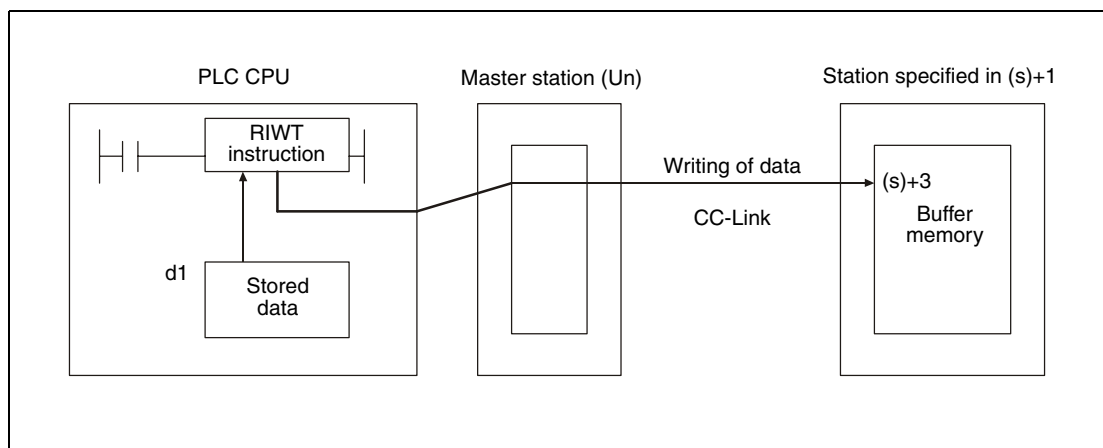 PLC CPU
Master station (Un)
Station specified in (s)+1
RIWT
instruction
Writing of data
(s)+3
CC-Link
Buffer
memory
d1
Stored
data